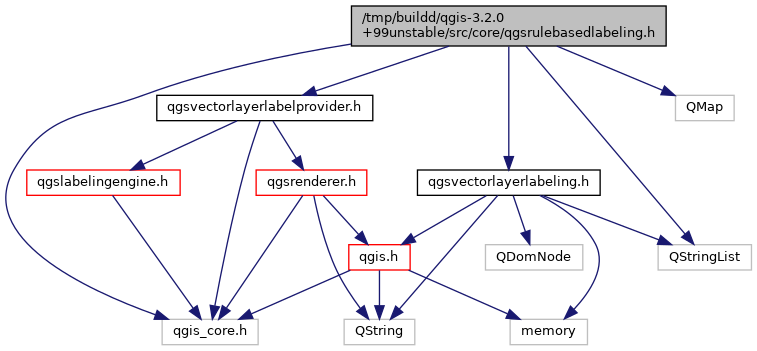 /tmp/buildd/qgis-3.2.0
+99unstable/src/core/qgsrulebasedlabeling.h
qgsvectorlayerlabelprovider.h
QMap
qgslabelingengine.h
qgsrenderer.h
qgsvectorlayerlabeling.h
qgis.h
QDomNode
QStringList
qgis_core.h
QString
memory